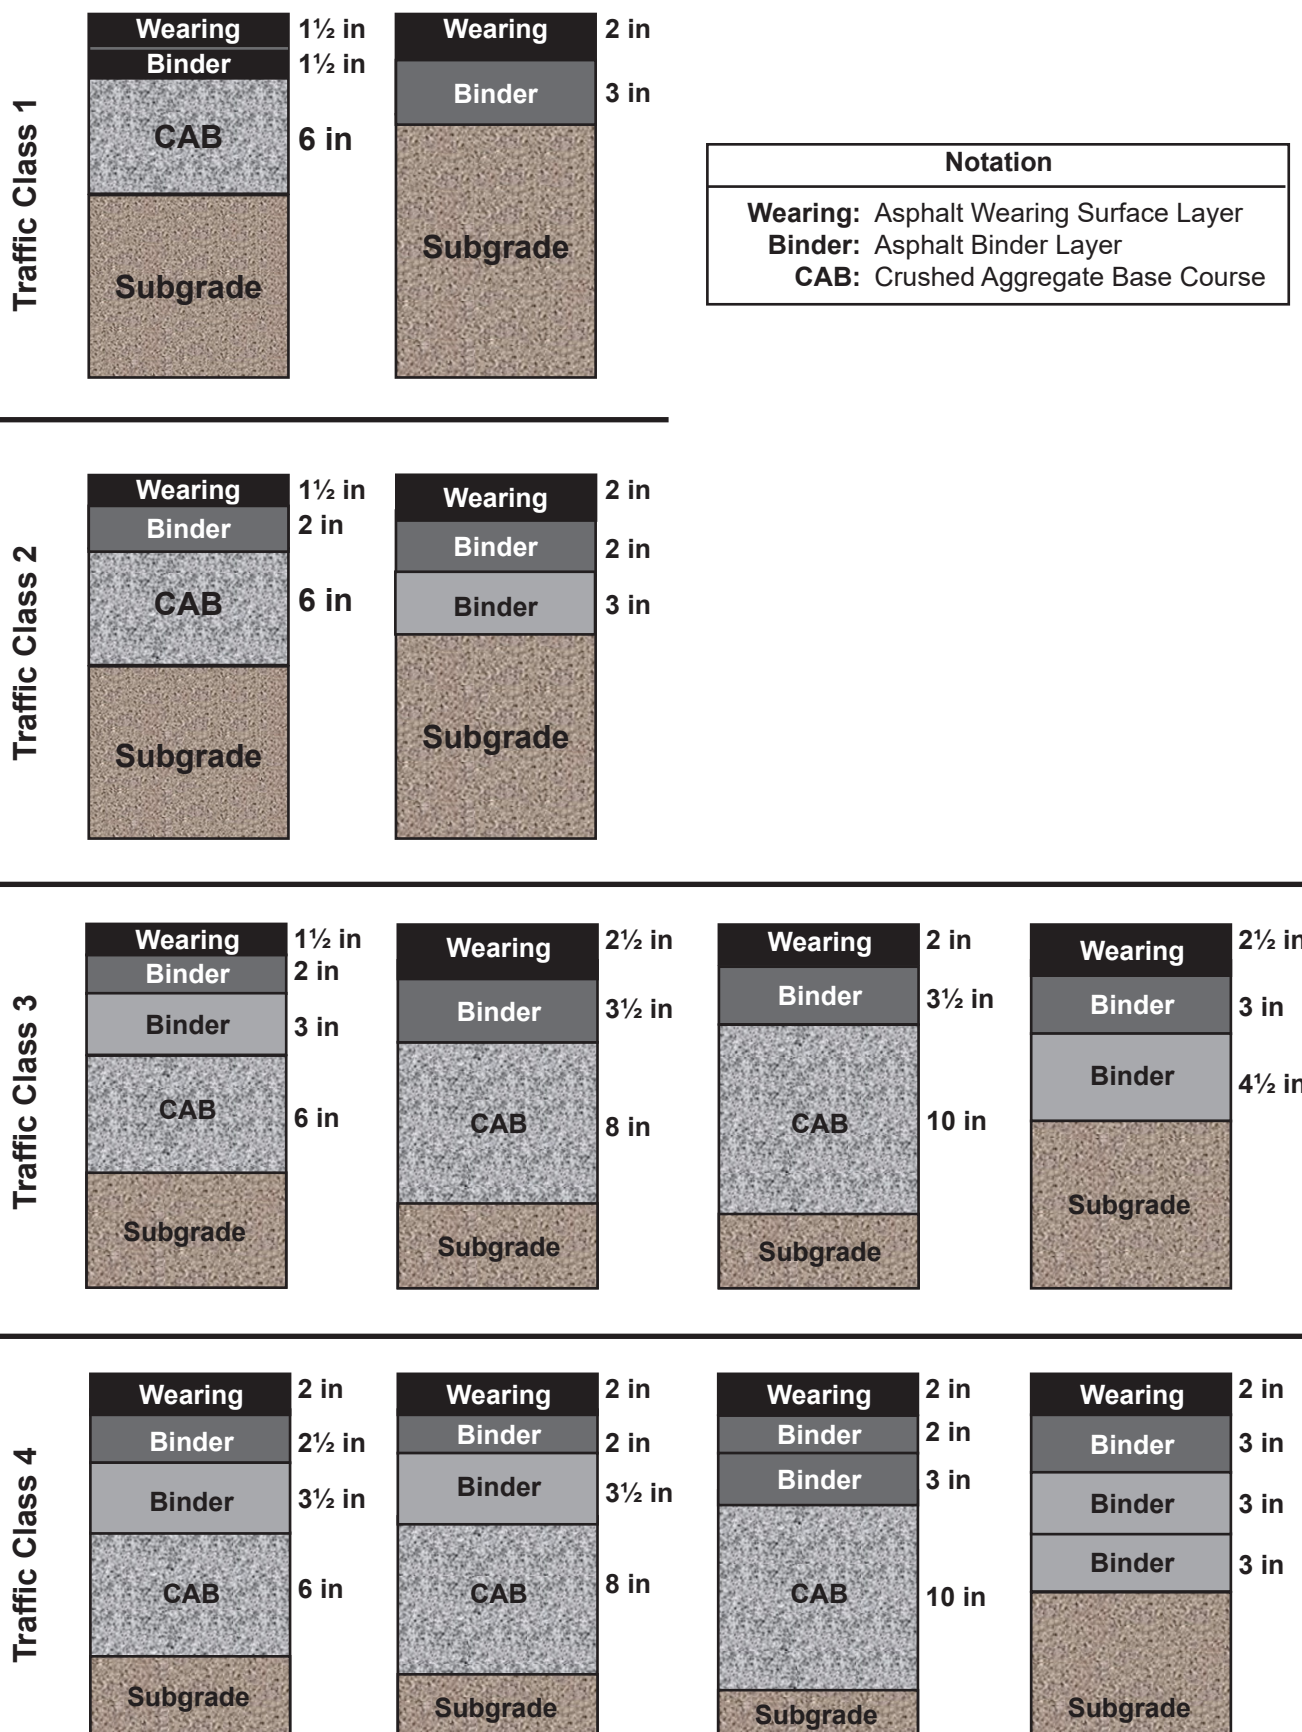 Traffic Class 1
Wearing 1½ in
Binder 1½ in
CAB 6 in
Subgrade
Wearing 2 in
Binder 3 in
Subgrade
Notation
Wearing: Asphalt Wearing Surface Layer
Binder: Asphalt Binder Layer
CAB: Crushed Aggregate Base Course
Traffic Class 2
Wearing 1½ in
Binder 2 in
CAB 6 in
Subgrade
Wearing 2 in
Binder 2 in
Binder 3 in
Subgrade
Traffic Class 3
Wearing 1½ in
Binder 2 in
Binder 3 in
CAB 6 in
Subgrade
Wearing 2½ in
Binder 3½ in
CAB 8 in
Subgrade
Wearing 2 in
Binder 3½ in
CAB 10 in
Subgrade
Wearing 2½ in
Binder 3 in
Binder 4½ in
Subgrade
Traffic Class 4
Wearing 2 in
Binder 2½ in
Binder 3½ in
CAB 6 in
Subgrade
Wearing 2 in
Binder 2 in
Binder 3½ in
CAB 8 in
Subgrade
Wearing 2 in
Binder 2 in
Binder 3 in
CAB 10 in
Subgrade
Wearing 2 in
Binder 3 in
Binder 3 in
Binder 3 in
Subgrade